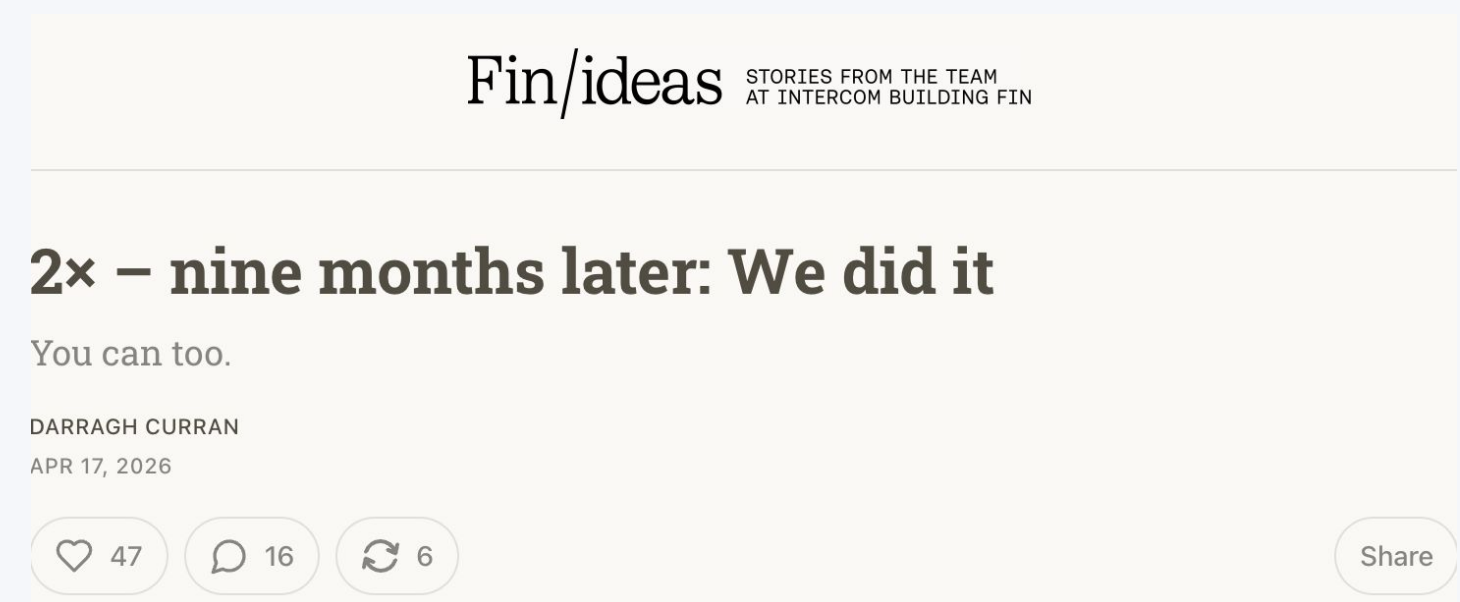 Fin/ideas
STORIES FROM THE TEAM
AT INTERCOM BUILDING FIN
2× – nine months later: We did it
You can too.
DARRAGH CURRAN
APR 17, 2026
47 16 6 Share